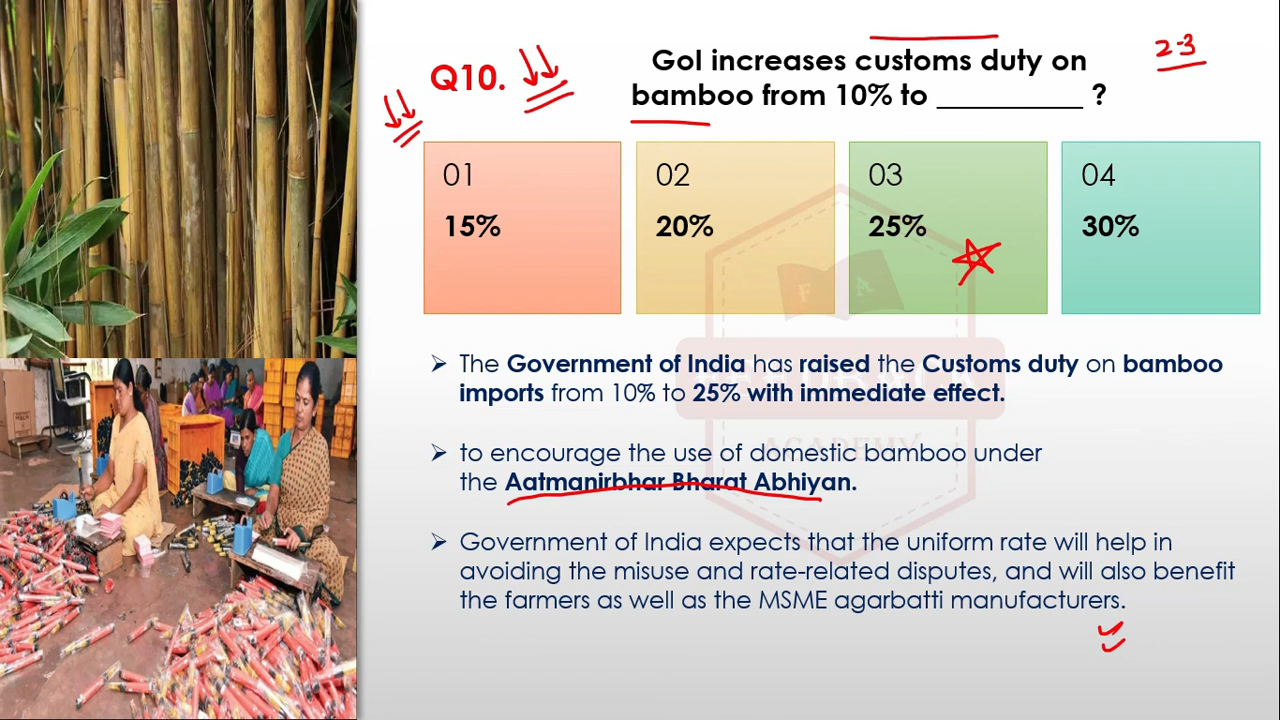 GoI increases customs duty on
Q10.
bamboo from 10% to __________ ?
2-3
01
15%
02
20%
03
25%
04
30%
F A
ACADEMY
➢ The Government of India has raised the Customs duty on bamboo
imports from 10% to 25% with immediate effect.
➢ to encourage the use of domestic bamboo under
the Aatmanirbhar Bharat Abhiyan.
➢ Government of India expects that the uniform rate will help in
avoiding the misuse and rate-related disputes, and will also benefit
the farmers as well as the MSME agarbatti manufacturers.